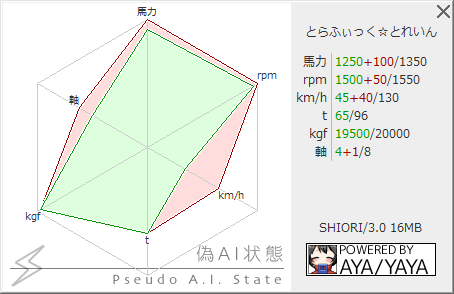 馬力
rpm
軸
kgf
km/h
t
偽AI状態
Pseudo A.I. State
とらふぃっく☆とれいん
馬力 1250+100/1350
rpm 1500+50/1550
km/h 45+40/130
t 65/96
kgf 19500/20000
軸 4+1/8
SHIORI/3.0 16MB
POWERED BY
AYA/YAYA